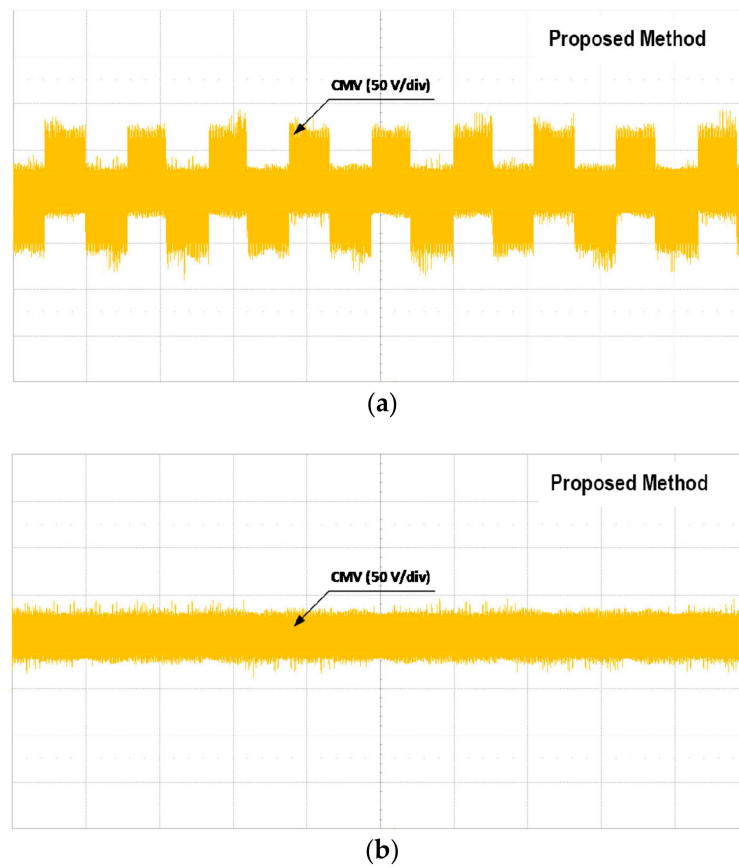 Proposed Method
CMV (50 V/div)
(a)
Proposed Method
CMV (50 V/div)
(b)